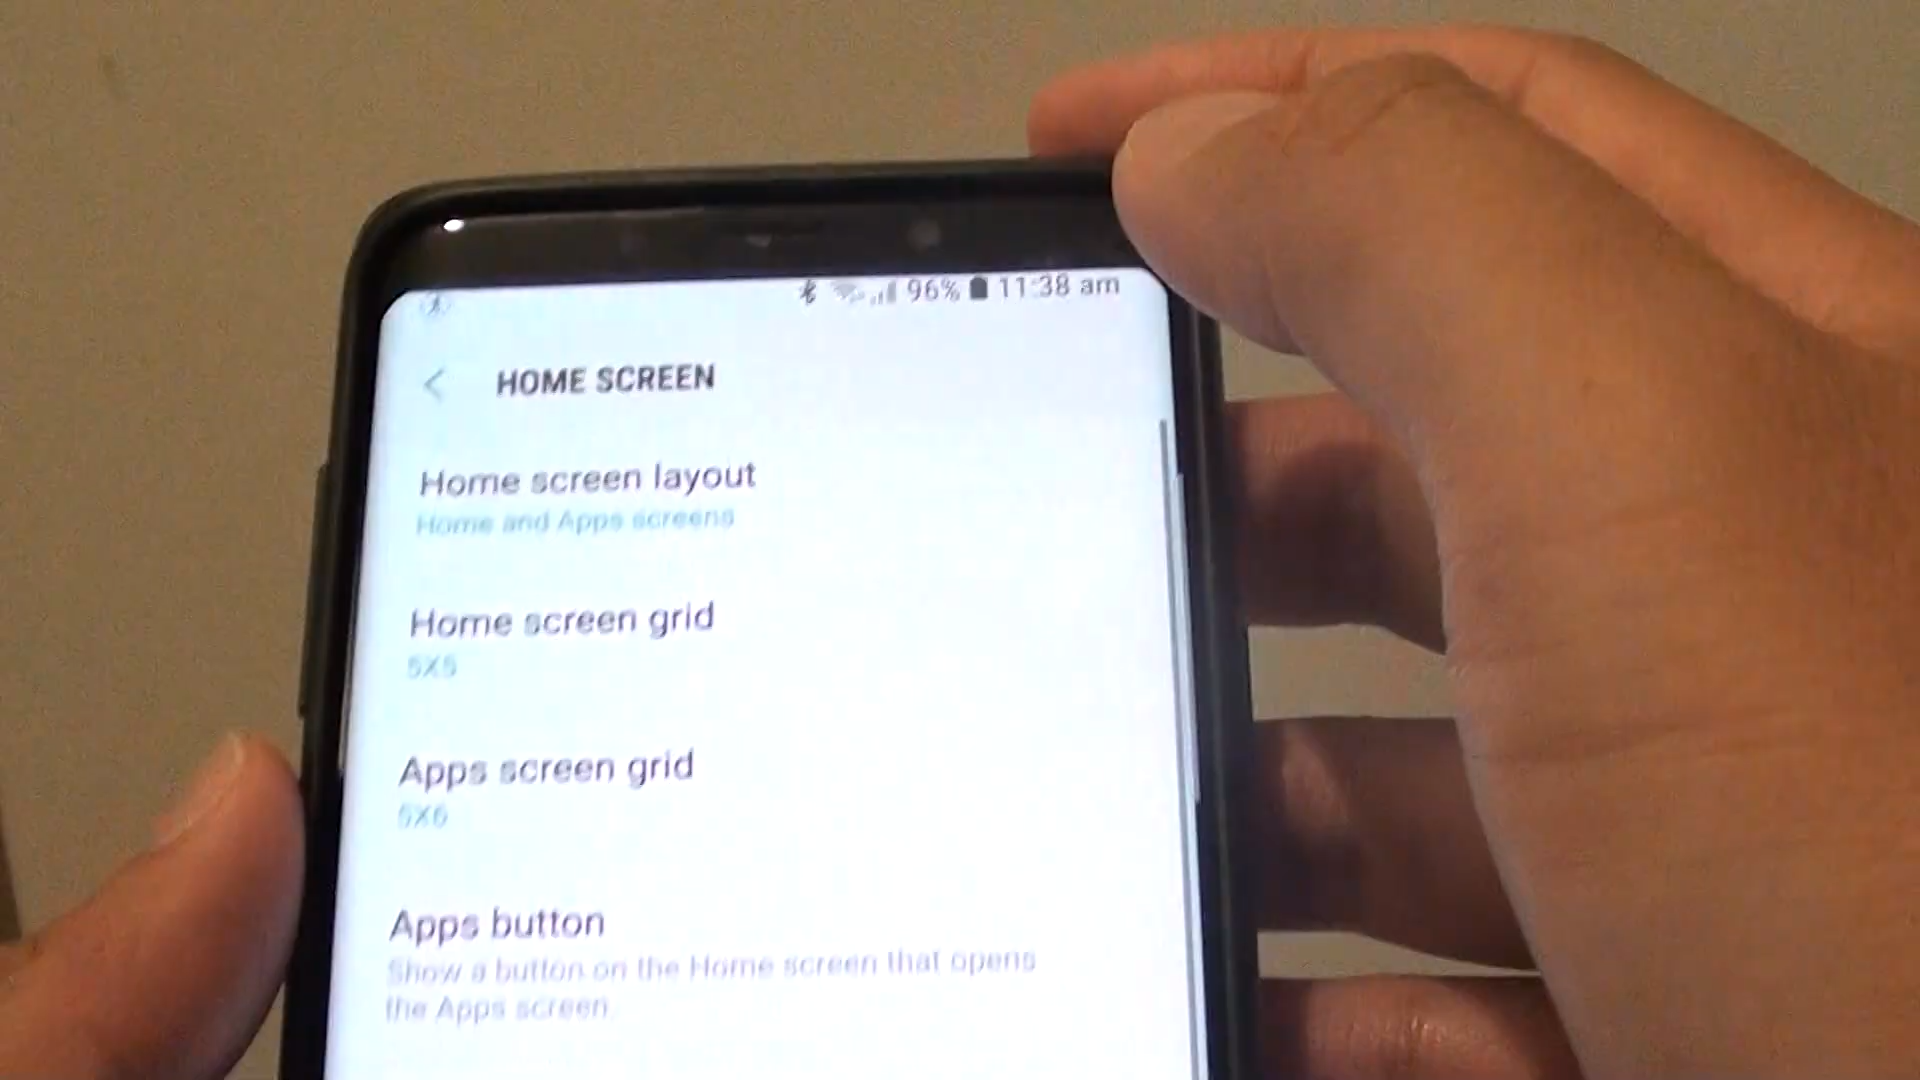 96% 11:38 am
HOME SCREEN
Home screen layout
Home and Apps screens
Home screen grid
5X5
Apps screen grid
5X6
Apps button
Show a button on the Home screen that opens
the Apps screen.